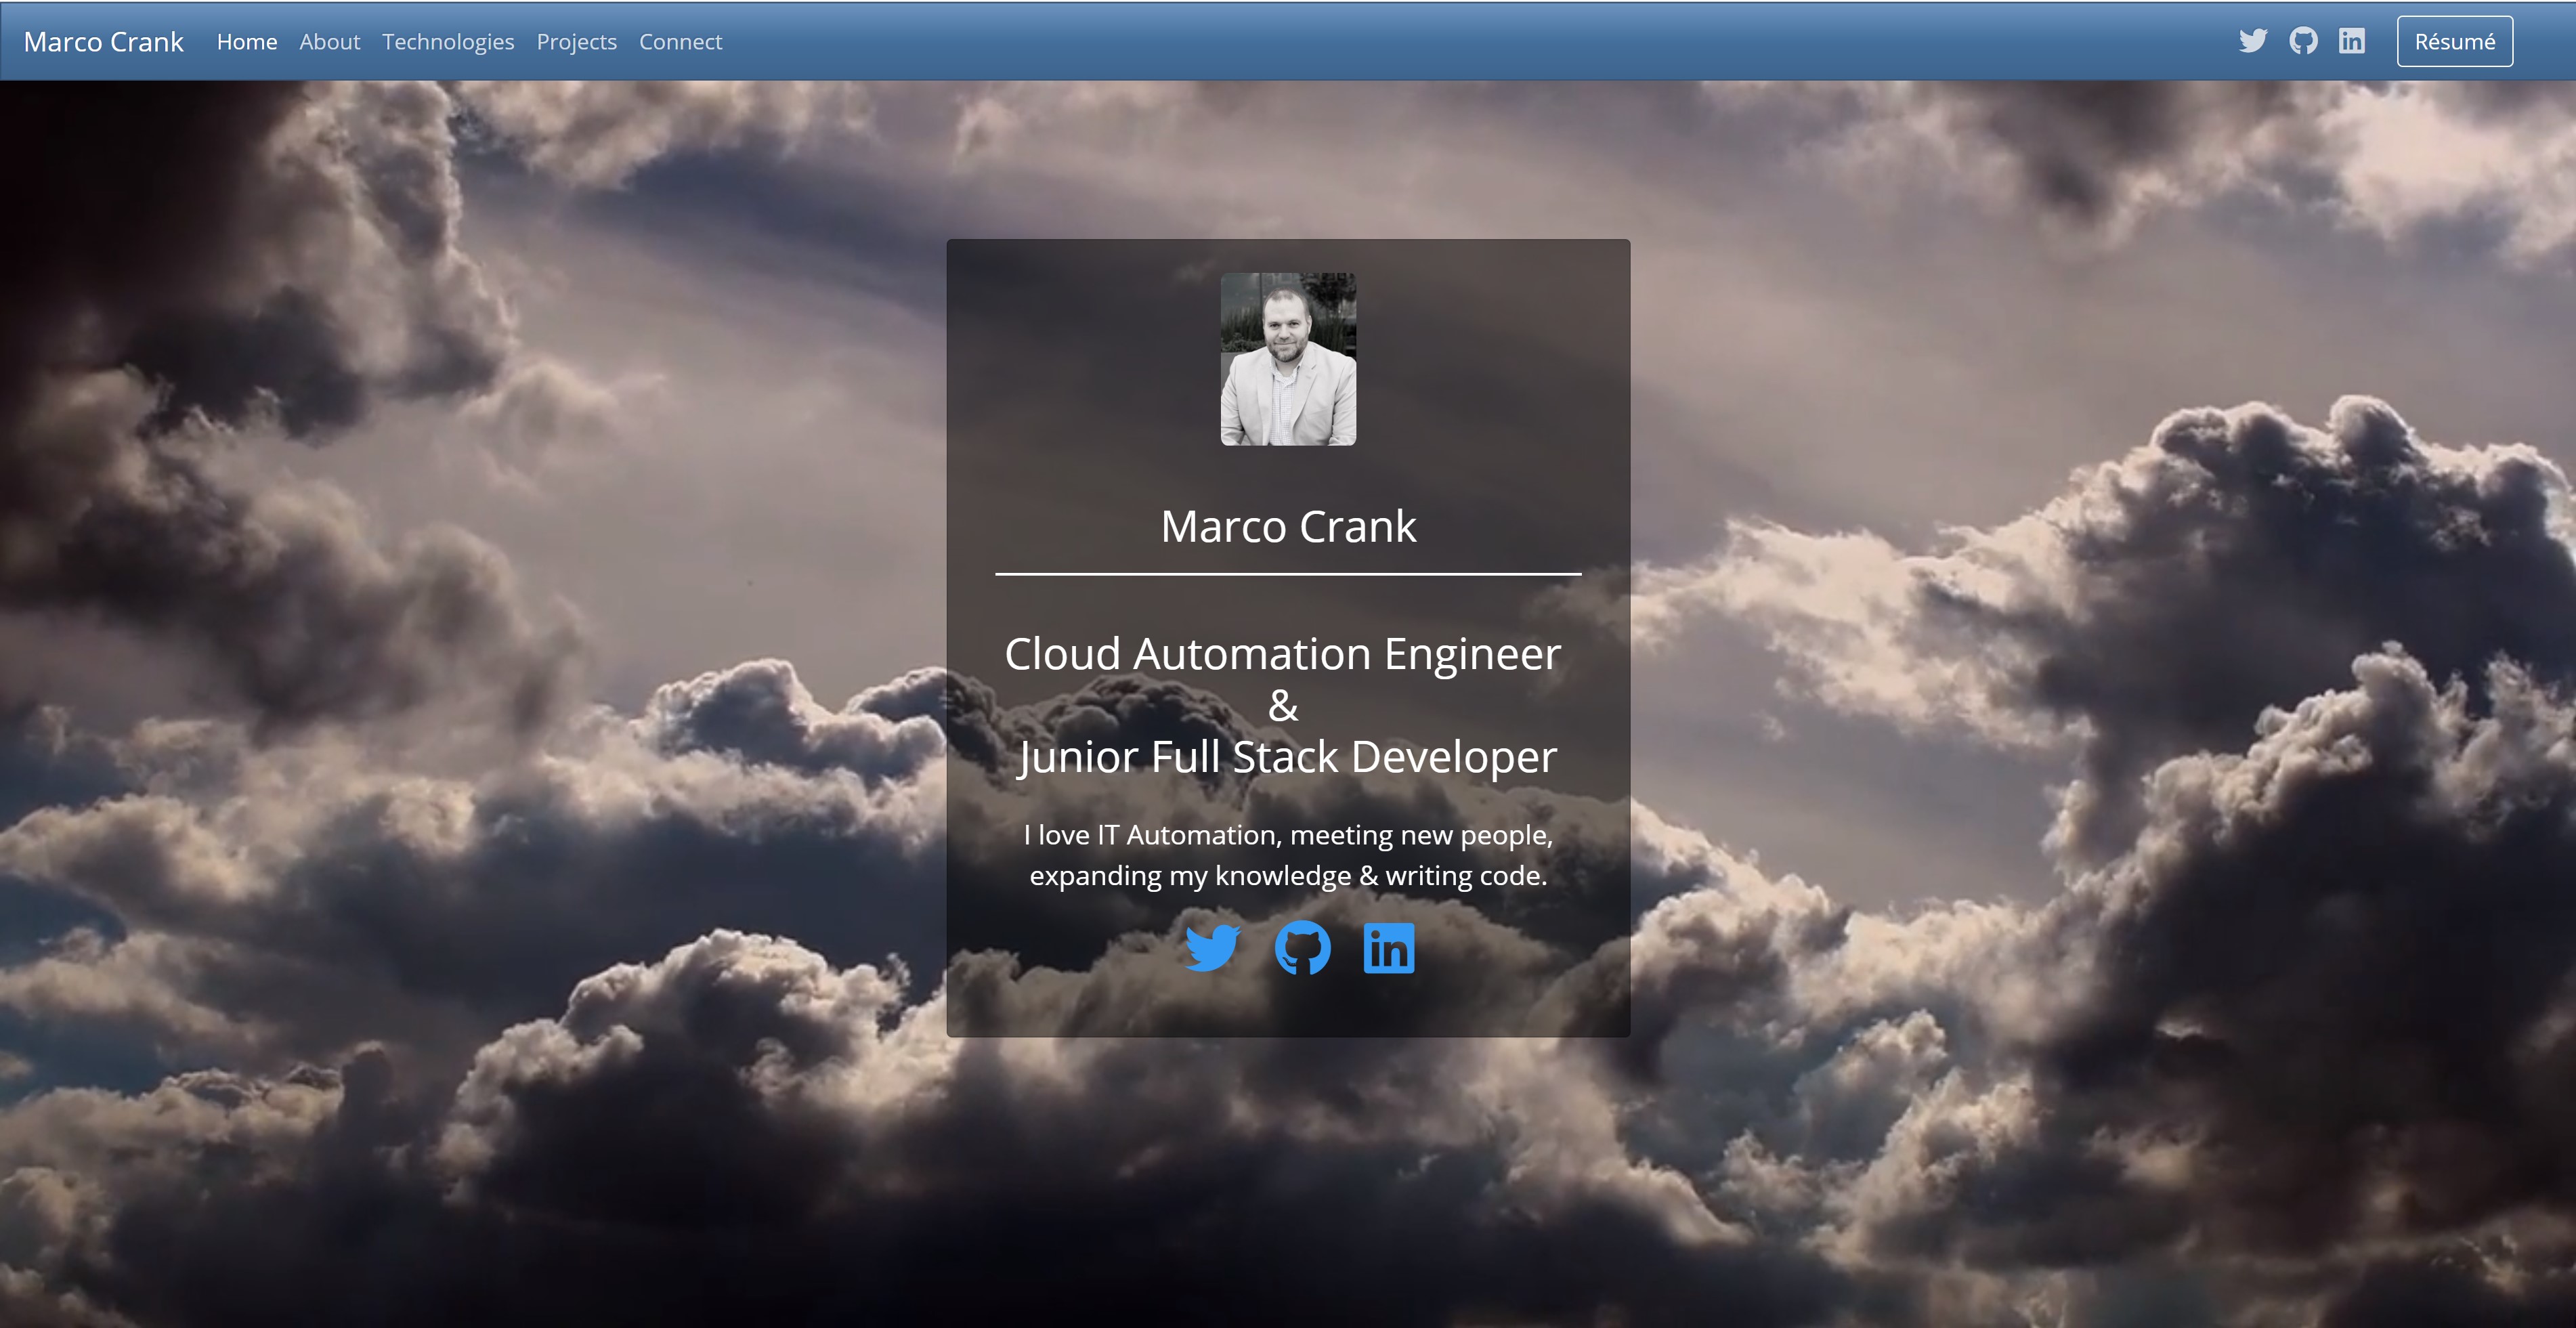 Marco Crank Home About Technologies Projects Connect Résumé
Marco Crank
Cloud Automation Engineer
&
Junior Full Stack Developer
I love IT Automation, meeting new people,
expanding my knowledge & writing code.